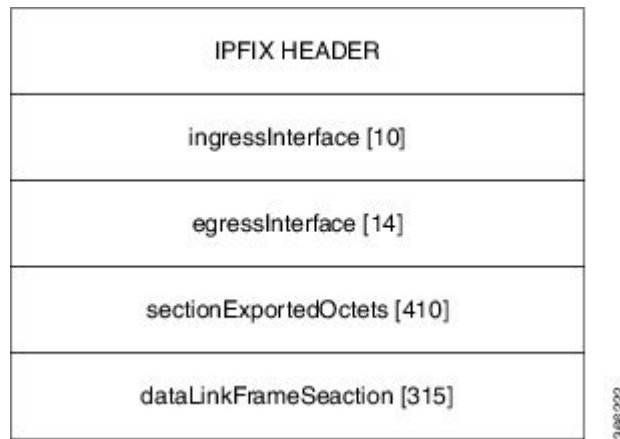 IPFIX HEADER
ingressInterface [10]
egressInterface [14]
sectionExportedOctets [410]
dataLinkFrameSeaction [315]